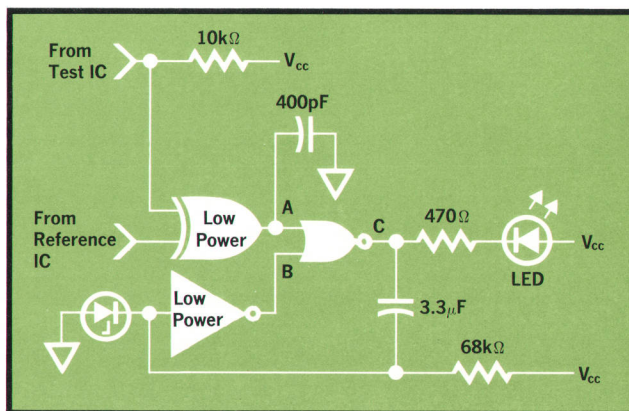 From
Test IC
10kΩ
Vcc
400pF
From
Reference
IC
Low
Power
A
B
C
470Ω
Vcc
LED
Low
Power
3.3μF
68kΩ
Vcc